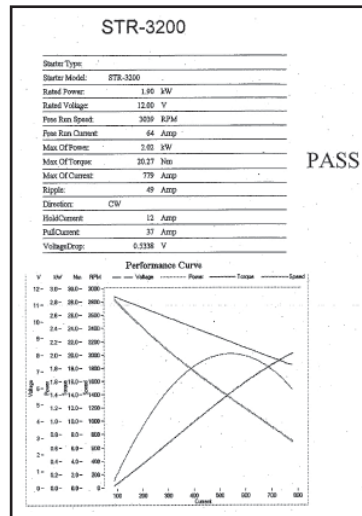 STR-3200
Starter Type:
Starter Model: STR-3200
Rated Power: 1.90 kW
Rated Voltage: 12.00 V
Free Run Speed: 3039 RPM
Free Run Current: 64 Amp
Max Of Power: 2.02 kW
Max Of Torque: 20.27 Nm
Max Of Current: 779 Amp
Ripple: 49 Amp
Direction: CW
HoldCurrent: 12 Amp
PullCurrent: 37 Amp
VoltageDrop: 0.5338 V
PASS
Performance Curve
V kW Nm RPM Voltage Power Torque Speed
12 3.0 30.0 3000
11 2.8 28.0 2800
2.6 26.0 2600
10 2.4 24.0 2400
9 2.2 22.0 2200
8 2.0 20.0 2000
7 1.8 18.0 1800
6 1.6 16.0 1600
1.4 14.0 1400
5 1.2 12.0 1200
4 1.0 10.0 1000
3 0.8 8.0 800
2 0.6 6.0 600
0.4 4.0 400
1 0.2 2.0 200
0 0.0 0.0 0
Voltage Power Torque Speed
100 200 300 400 500 600 700 800
Current